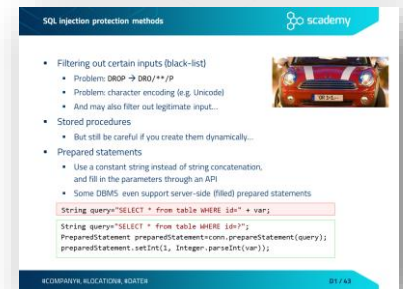 SQL injection protection methods
scademy
Filtering out certain inputs (black-list)
Problem: DROP → DRO/**/P
Problem: character encoding (e.g. Unicode)
And may also filter out legitimate input...
Stored procedures
But still be careful if you create them dynamically...
Prepared statements
Use a constant string instead of string concatenation,
and fill in the parameters through an API
Some DBMS even support server-side (filled) prepared statements
String query="SELECT * from table WHERE id=" + var;
String query="SELECT * from table WHERE id=?";
PreparedStatement preparedStatement=conn.prepareStatement(query);
preparedStatement.setInt(1, Integer.parseInt(var));
#COMPANY#, #LOCATION#, #DATE#
D1 / 43